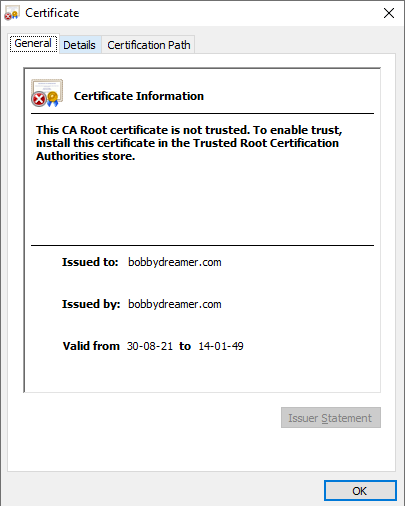 Certificate
General Details Certification Path
Certificate Information
This CA Root certificate is not trusted. To enable trust,
install this certificate in the Trusted Root Certification
Authorities store.
Issued to: bobbydreamer.com
Issued by: bobbydreamer.com
Valid from 30-08-21 to 14-01-49
Issuer Statement
OK